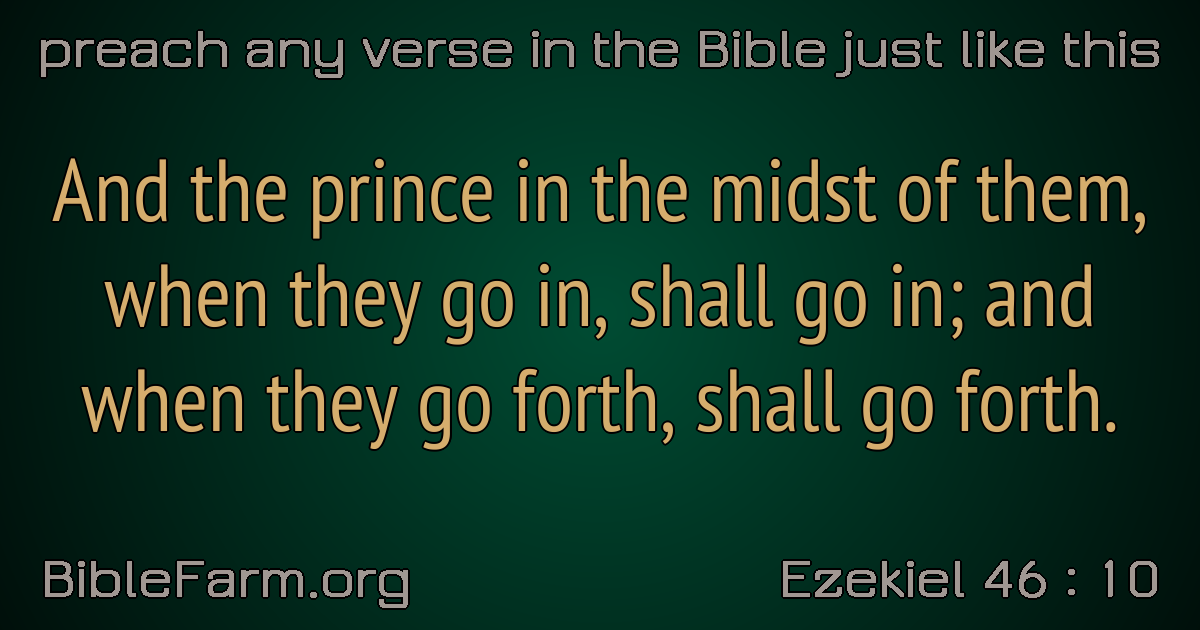 preach any verse in the Bible just like this
And the prince in the midst of them,
when they go in, shall go in; and
when they go forth, shall go forth.
BibleFarm.org
Ezekiel 46 : 10